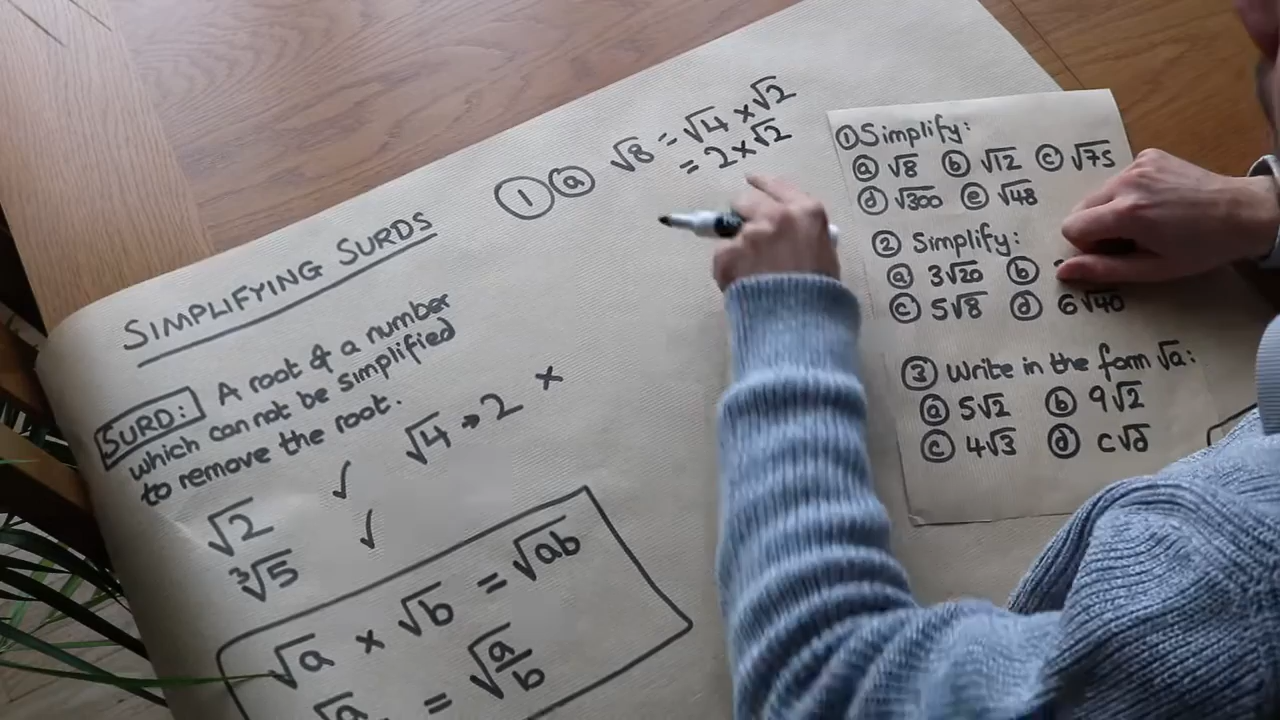 SIMPLIFYING SURDS
SURD: A root of a number
which can not be simplified
to remove the root.
√2 ✓ √4 → 2 ×
∛5 ✓
√a × √b = √ab
√a = √a/b
① ⓐ √8 = √4 × √2
= 2 × √2
① Simplify:
ⓐ √8 ⓑ √12 ⓒ √75
ⓓ √300 ⓔ √48
② Simplify:
ⓐ 3√20 ⓑ
ⓒ 5√8 ⓓ 6√40
③ Write in the form √a:
ⓐ 5√2 ⓑ 9√2
ⓒ 4√3 ⓓ c√d